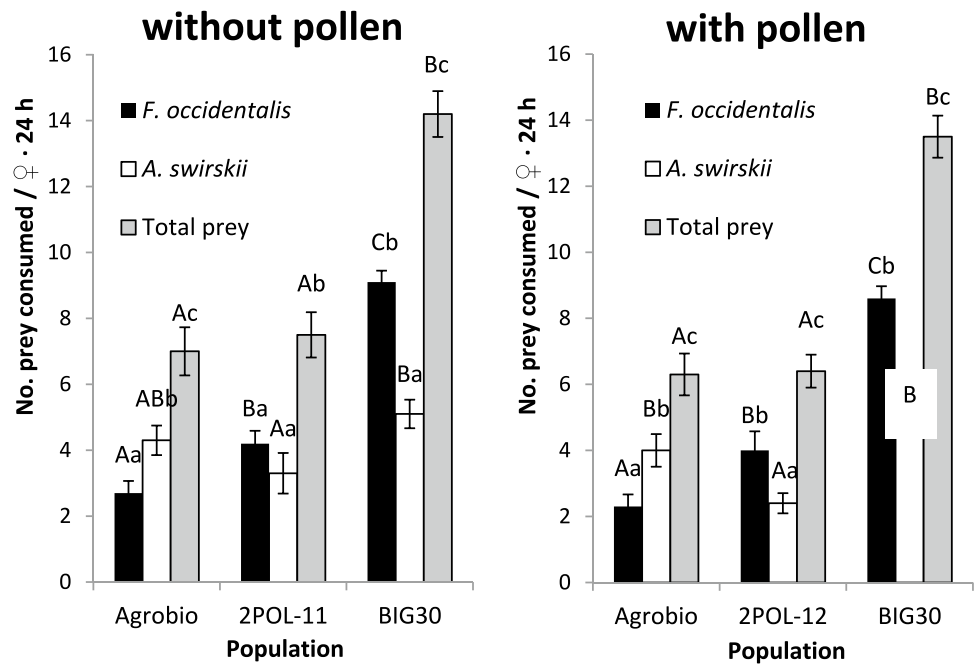 without pollen
No. prey consumed / ♀ · 24 h
16
14
12
10
8
6
4
2
0
F. occidentalis
A. swirskii
Total prey
Aa
ABb
Ac
Ba
Aa
Ab
Cb
Ba
Bc
Agrobio
2POL-11
BIG30
Population
with pollen
No. prey consumed / ♀ · 24 h
16
14
12
10
8
6
4
2
0
F. occidentalis
A. swirskii
Total prey
Aa
Bb
Ac
Bb
Aa
Ac
Cb
B
Bc
Agrobio
2POL-12
BIG30
Population